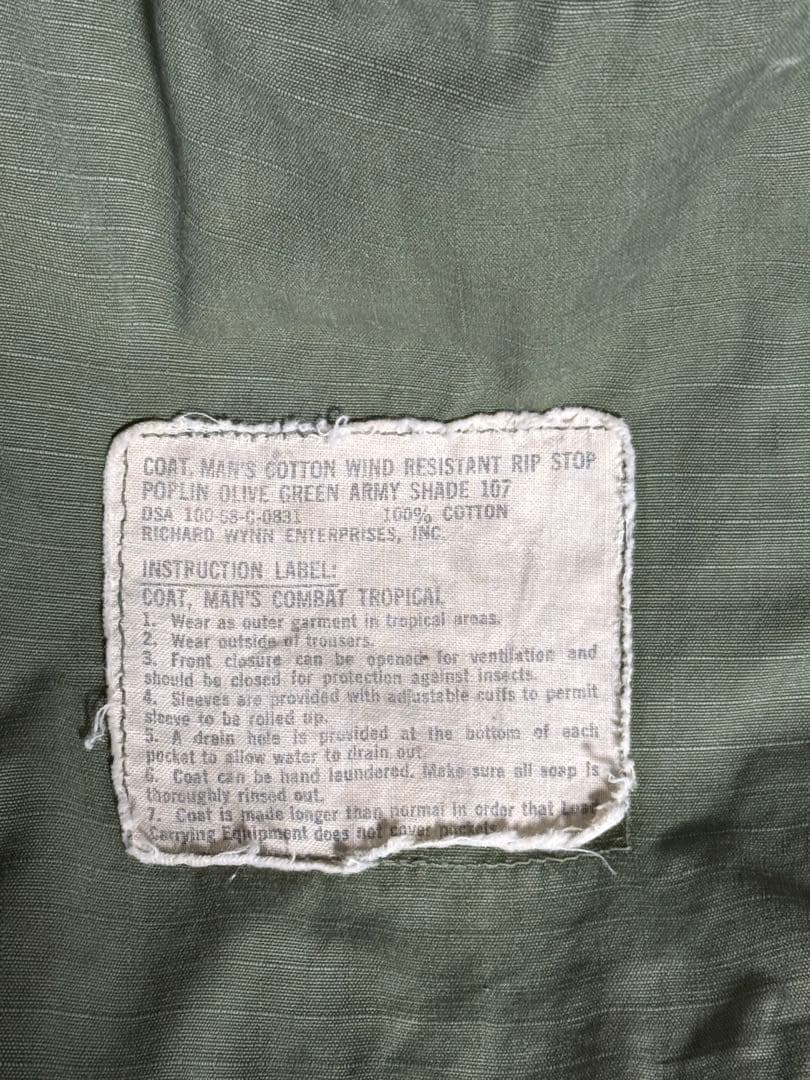 COAT, MAN'S COTTON WIND RESISTANT RIP STOP
POPLIN OLIVE GREEN ARMY SHADE 107
DSA 100-68-C-0831 100% COTTON
RICHARD WYNN ENTERPRISES, INC.
INSTRUCTION LABEL:
COAT, MAN'S COMBAT TROPICAL
1. Wear as outer garment in tropical areas.
2. Wear outside of trousers.
3. Front closure can be opened for ventilation and
should be closed for protection against insects.
4. Sleeves are provided with adjustable cuffs to permit
sleeve to be rolled up.
5. A drain hole is provided at the bottom of each
pocket to allow water to drain out.
6. Coat can be hand laundered. Make sure all soap is
thoroughly rinsed out.
7. Coat is made longer than normal in order that Load
Carrying Equipment does not cover pockets